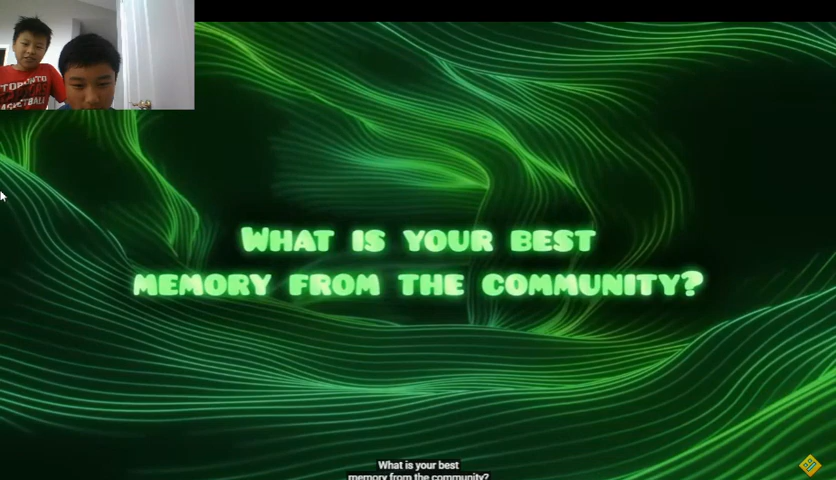 TORONTO
BASKETBALL
What is your best
memory from the community?
What is your best
memory from the community?